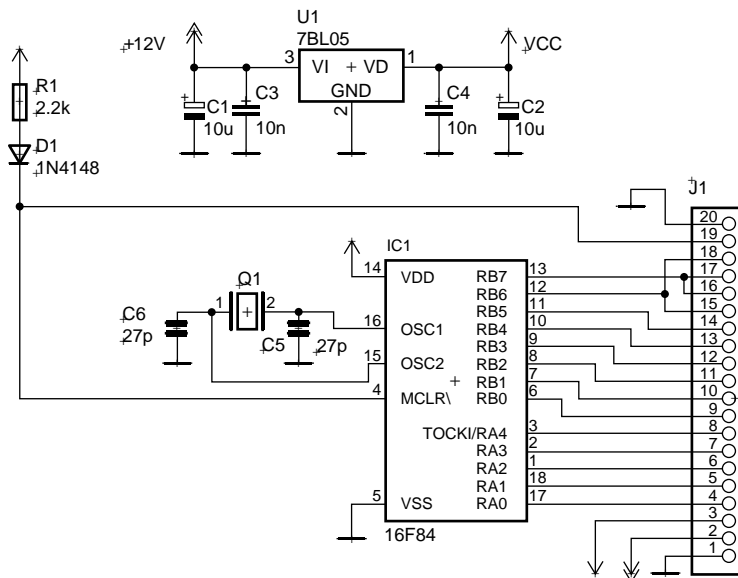 U1
+12V
7BL05
VCC
3
VI
VD
1
GND
2
R1
2.2k
C1
10u
C3
10n
C4
10n
C2
10u
D1
1N4148
J1
IC1
14
VDD
RB7
13
RB6
12
RB5
11
16
OSC1
RB4
10
RB3
9
15
OSC2
RB2
8
RB1
7
4
MCLR\
RB0
6
TOCKI/RA4
3
RA3
2
RA2
1
RA1
18
5
VSS
RA0
17
16F84
Q1
1
2
C6
27p
C5
27p
20
19
18
17
16
15
14
13
12
11
10
9
8
7
6
5
4
3
2
1